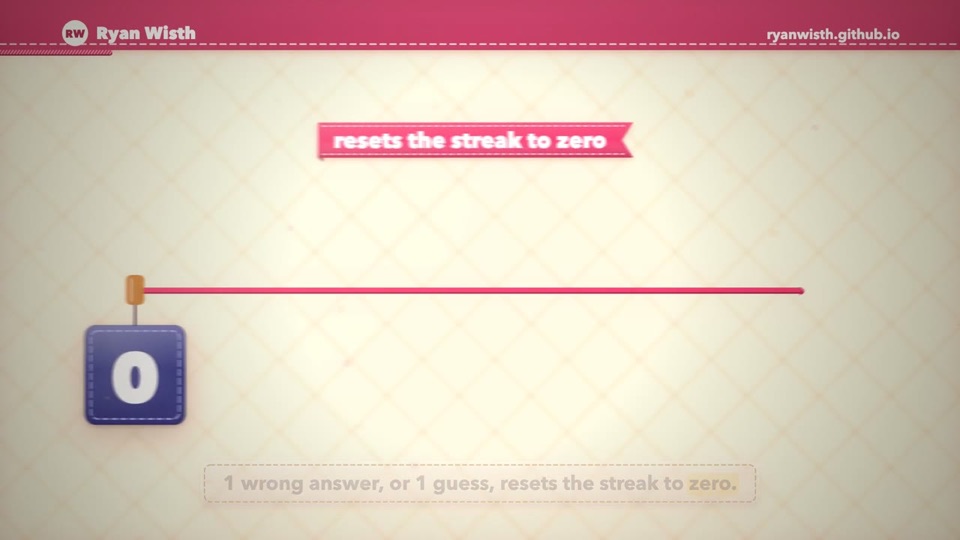 RW Ryan Wisth
ryanwisth.github.io
resets the streak to zero
0
1 wrong answer, or 1 guess, resets the streak to zero.